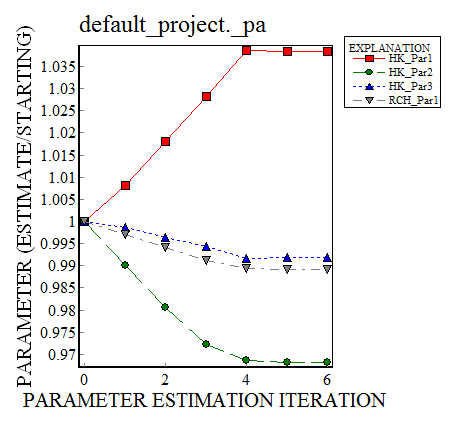 default_project._pa
EXPLANATION
HK_Par1
HK_Par2
HK_Par3
RCH_Par1
PARAMETER (ESTIMATE/STARTING)
1.035
1.03
1.025
1.02
1.015
1.01
1.005
1
0.995
0.99
0.985
0.98
0.975
0.97
0 2 4 6
PARAMETER ESTIMATION ITERATION